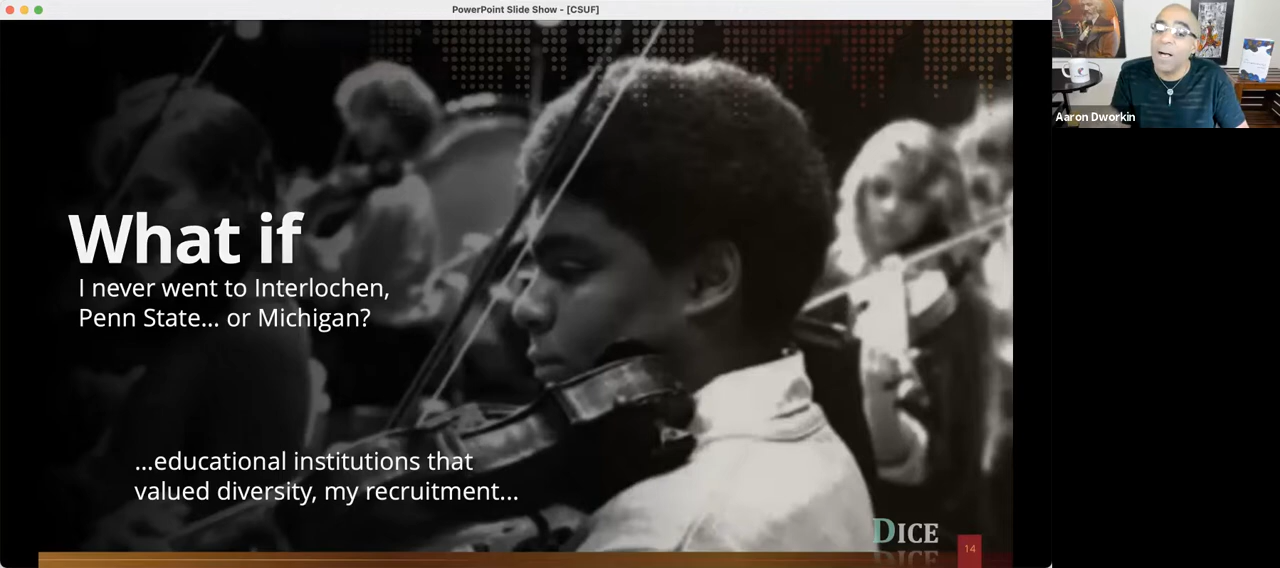 PowerPoint Slide Show - [CSUF]
What if
I never went to Interlochen,
Penn State... or Michigan?
...educational institutions that
valued diversity, my recruitment...
DICE
14
Aaron Dworkin